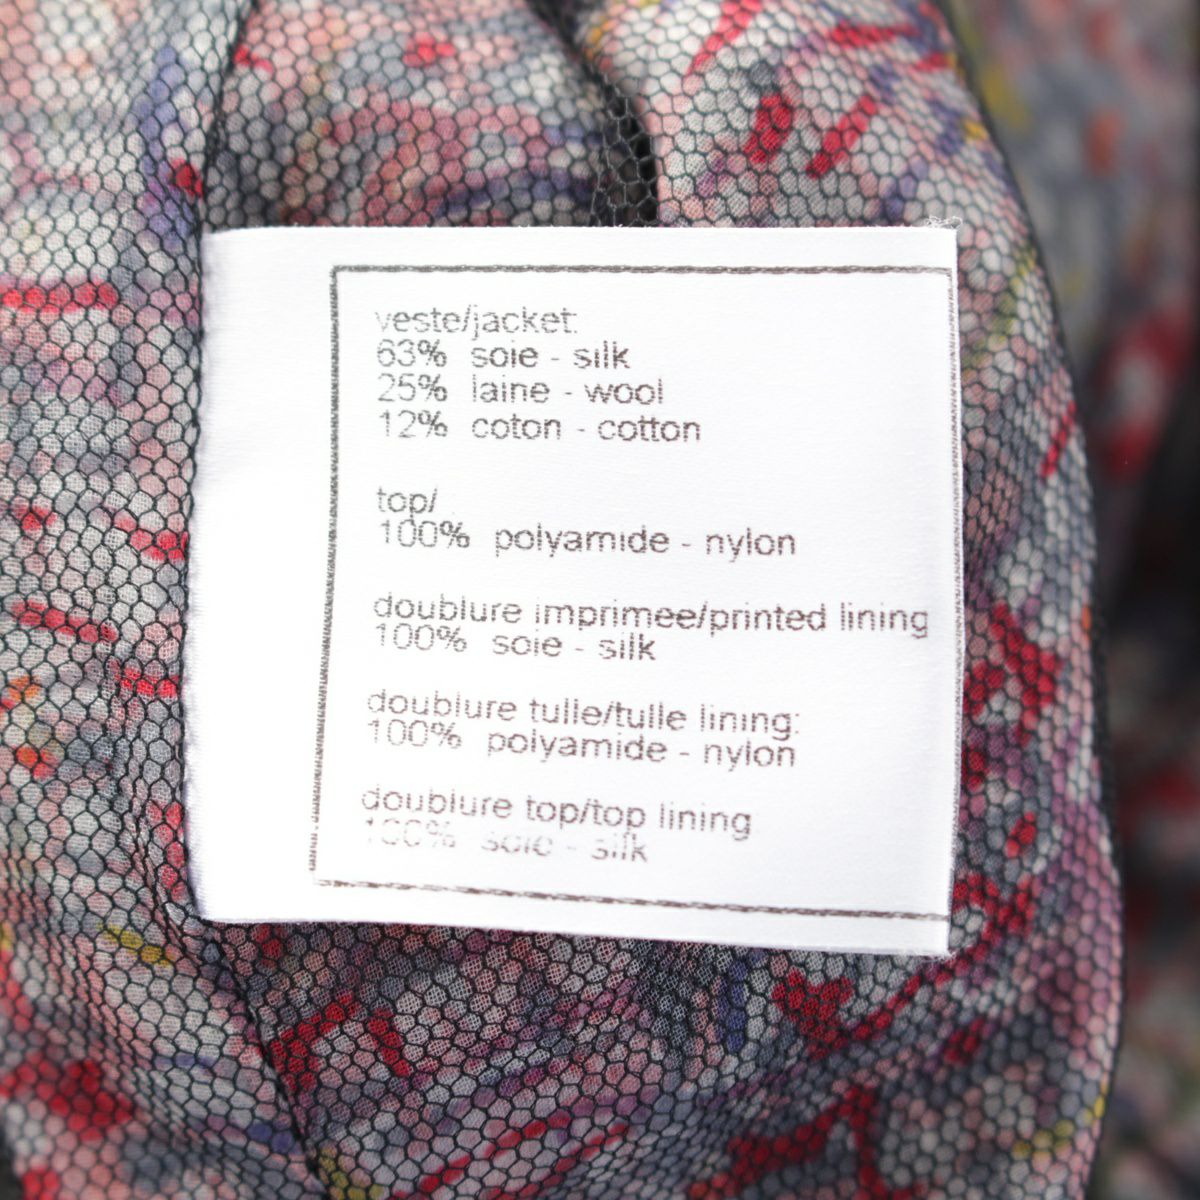 veste/jacket:
63% soie - silk
25% laine - wool
12% coton - cotton
top/
100% polyamide - nylon
doublure imprimee/printed lining
100% soie - silk
doublure tulle/tulle lining:
100% polyamide - nylon
doublure top/top lining
100% soie - silk